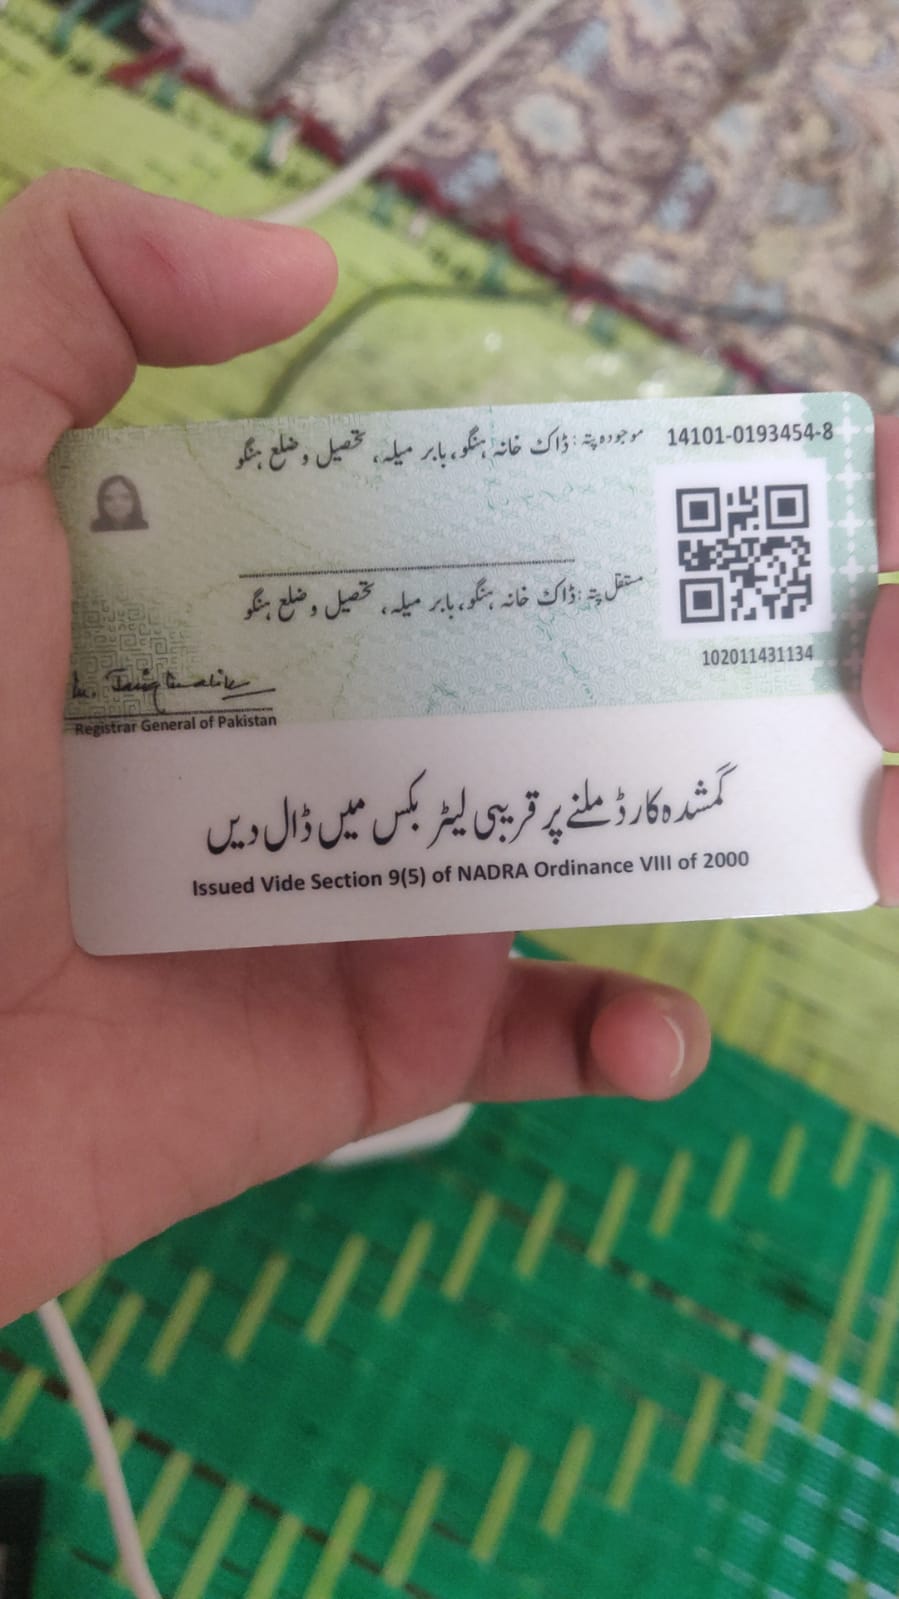 موجودہ پتہ: ڈاک خانہ ہنگو، بابر میلہ، تحصیل و ضلع ہنگو
14101-0193454-8
مستقل پتہ: ڈاک خانہ ہنگو، بابر میلہ، تحصیل و ضلع ہنگو
102011431134
Registrar General of Pakistan
گمشدہ کارڈ ملنے پر قریبی لیٹر بکس میں ڈال دیں
Issued Vide Section 9(5) of NADRA Ordinance VIII of 2000